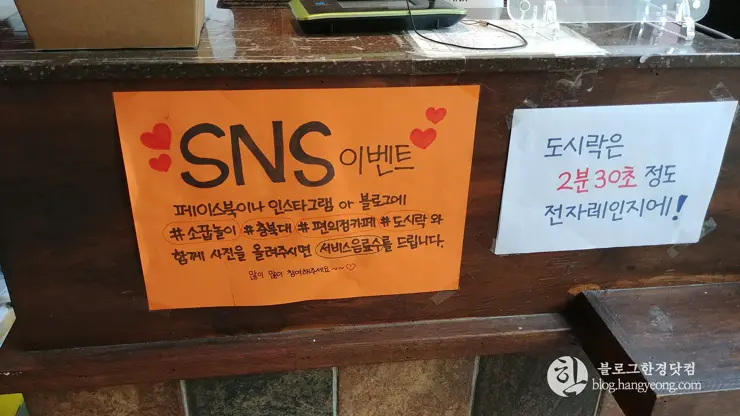 SNS 이벤트
페이스북이나 인스타그램 아 블로그에
#소꿉놀이 #충북대 #편의점카페 #도시락 와
함께 사진을 올려주시면 서비스음료수를 드립니다.
많이 많이 참여해주세요~~♡
도시락은
2분30초 정도
전자레인지에!
한
블로그한경닷컴
blog.hangyeong.com